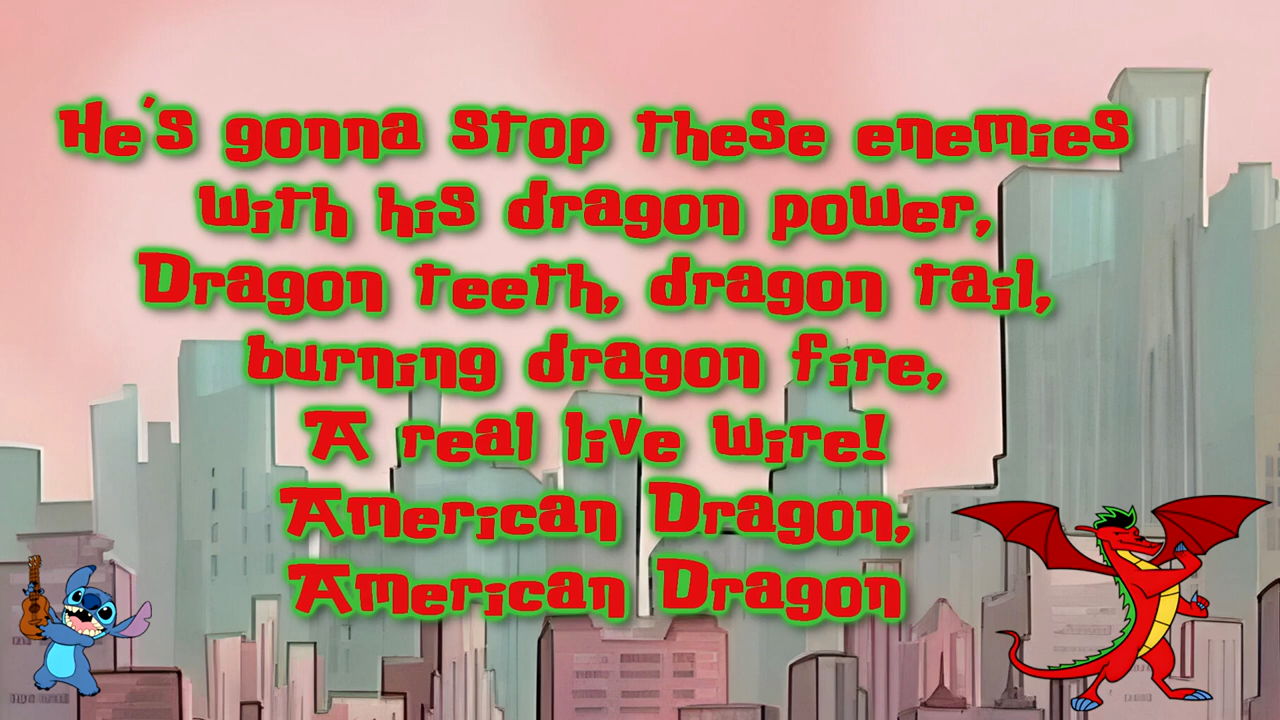 He's gonna stop these enemies
with his dragon power,
Dragon teeth, dragon tail,
burning dragon fire,
A real live wire!
American Dragon,
American Dragon